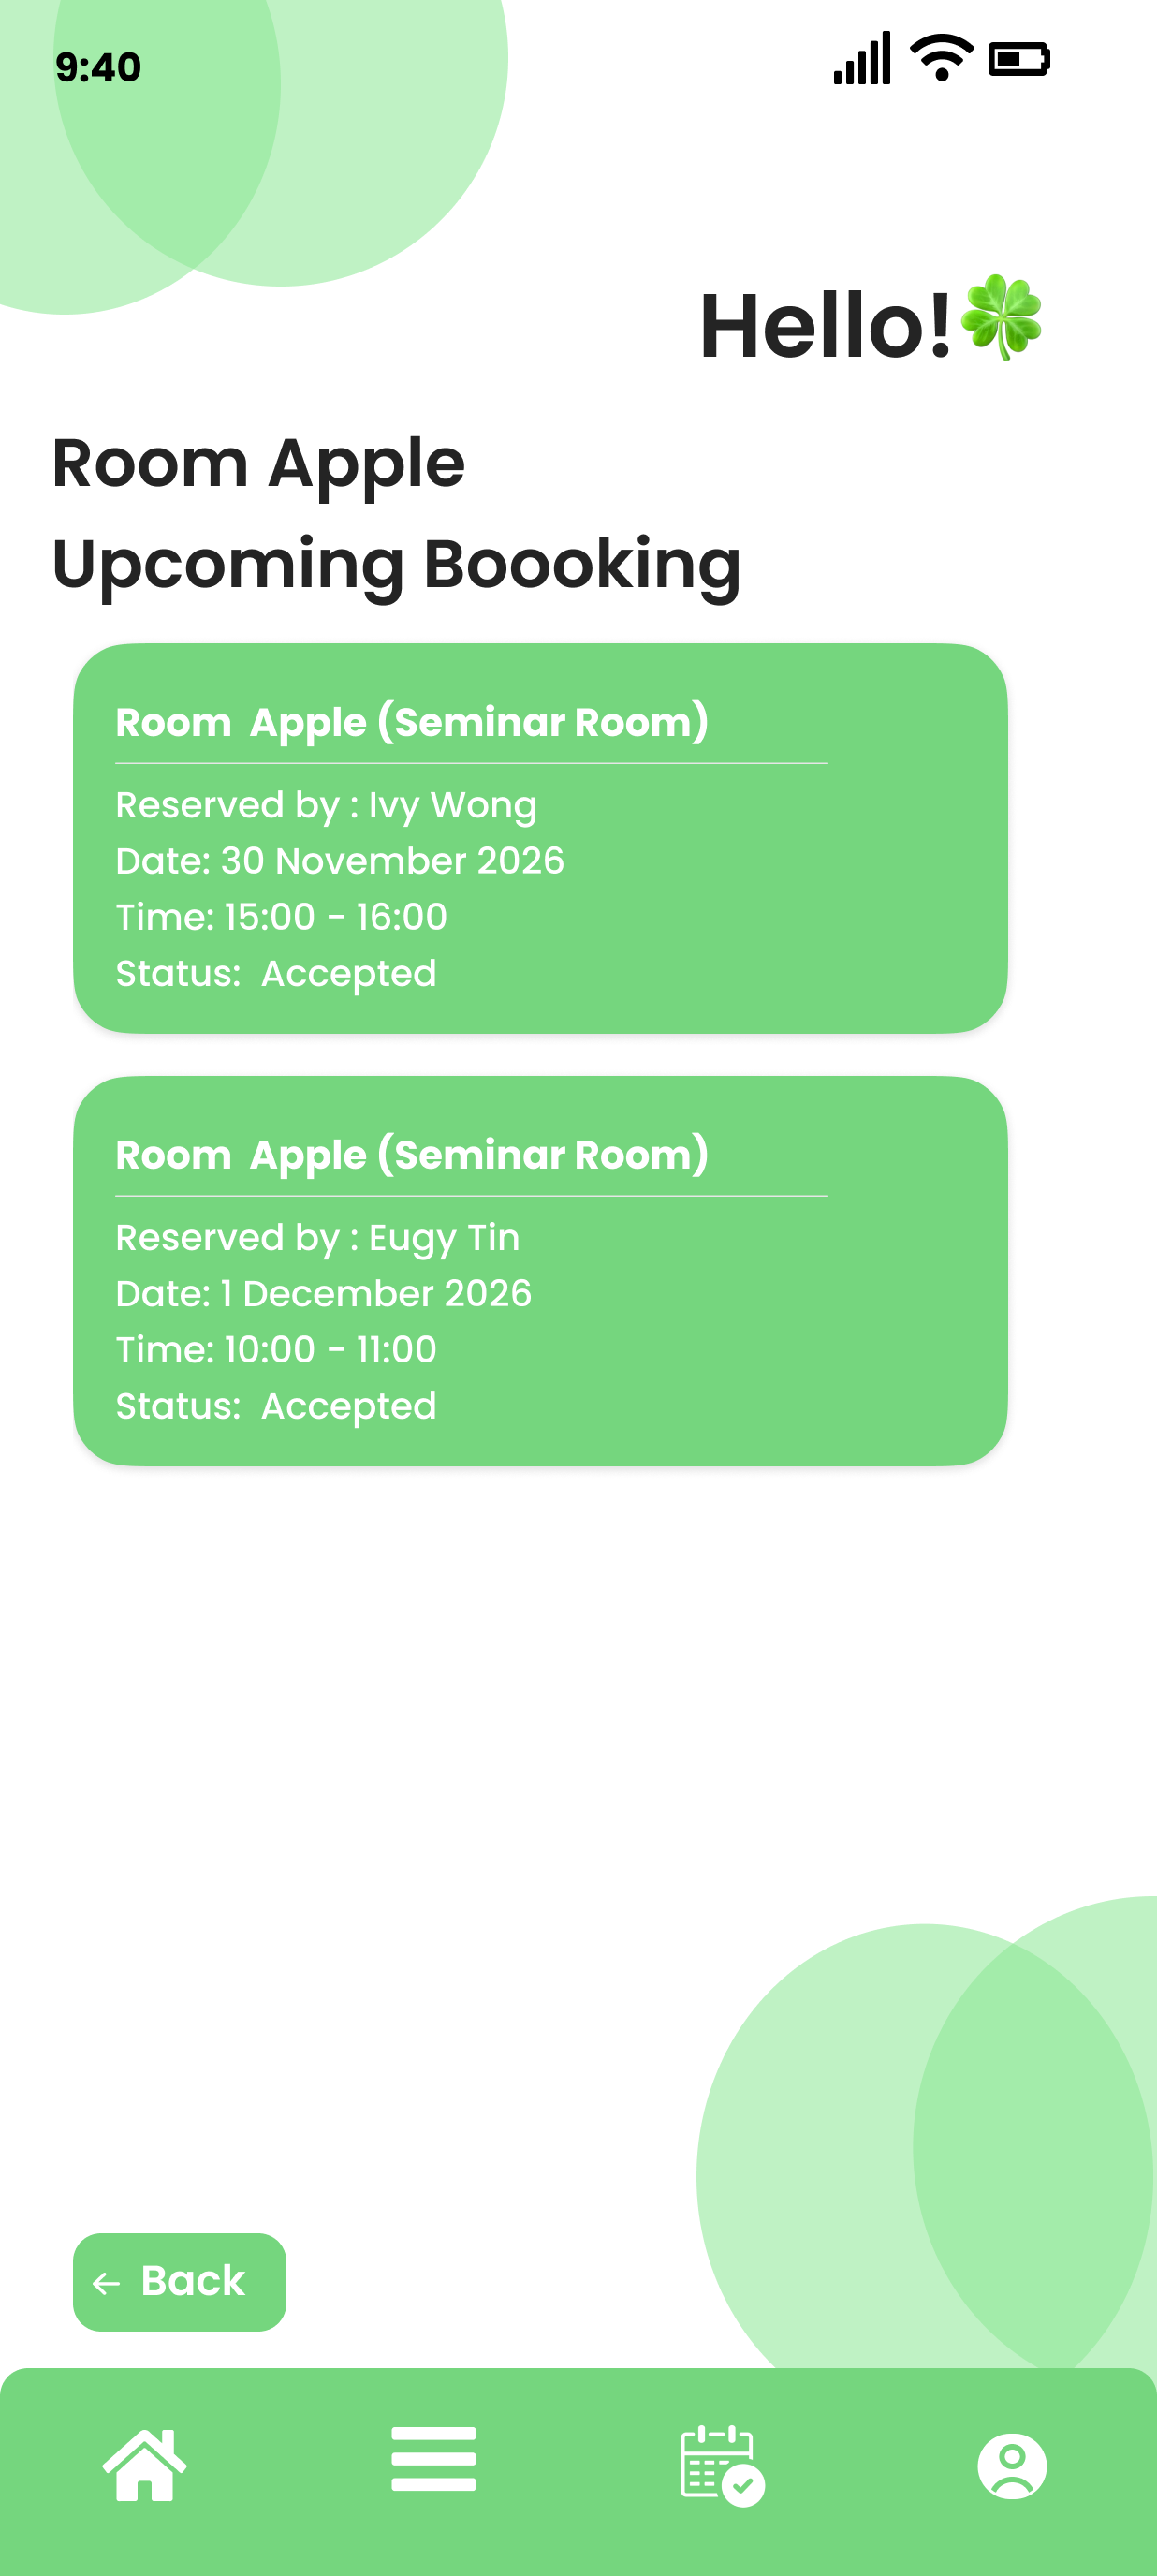 9:40
Hello!🍀
Room Apple
Upcoming Boooking
Room  Apple (Seminar Room)
Reserved by : Ivy Wong
Date: 30 November 2026
Time: 15:00 - 16:00
Status:  Accepted
Room  Apple (Seminar Room)
Reserved by : Eugy Tin
Date: 1 December 2026
Time: 10:00 - 11:00
Status:  Accepted
← Back